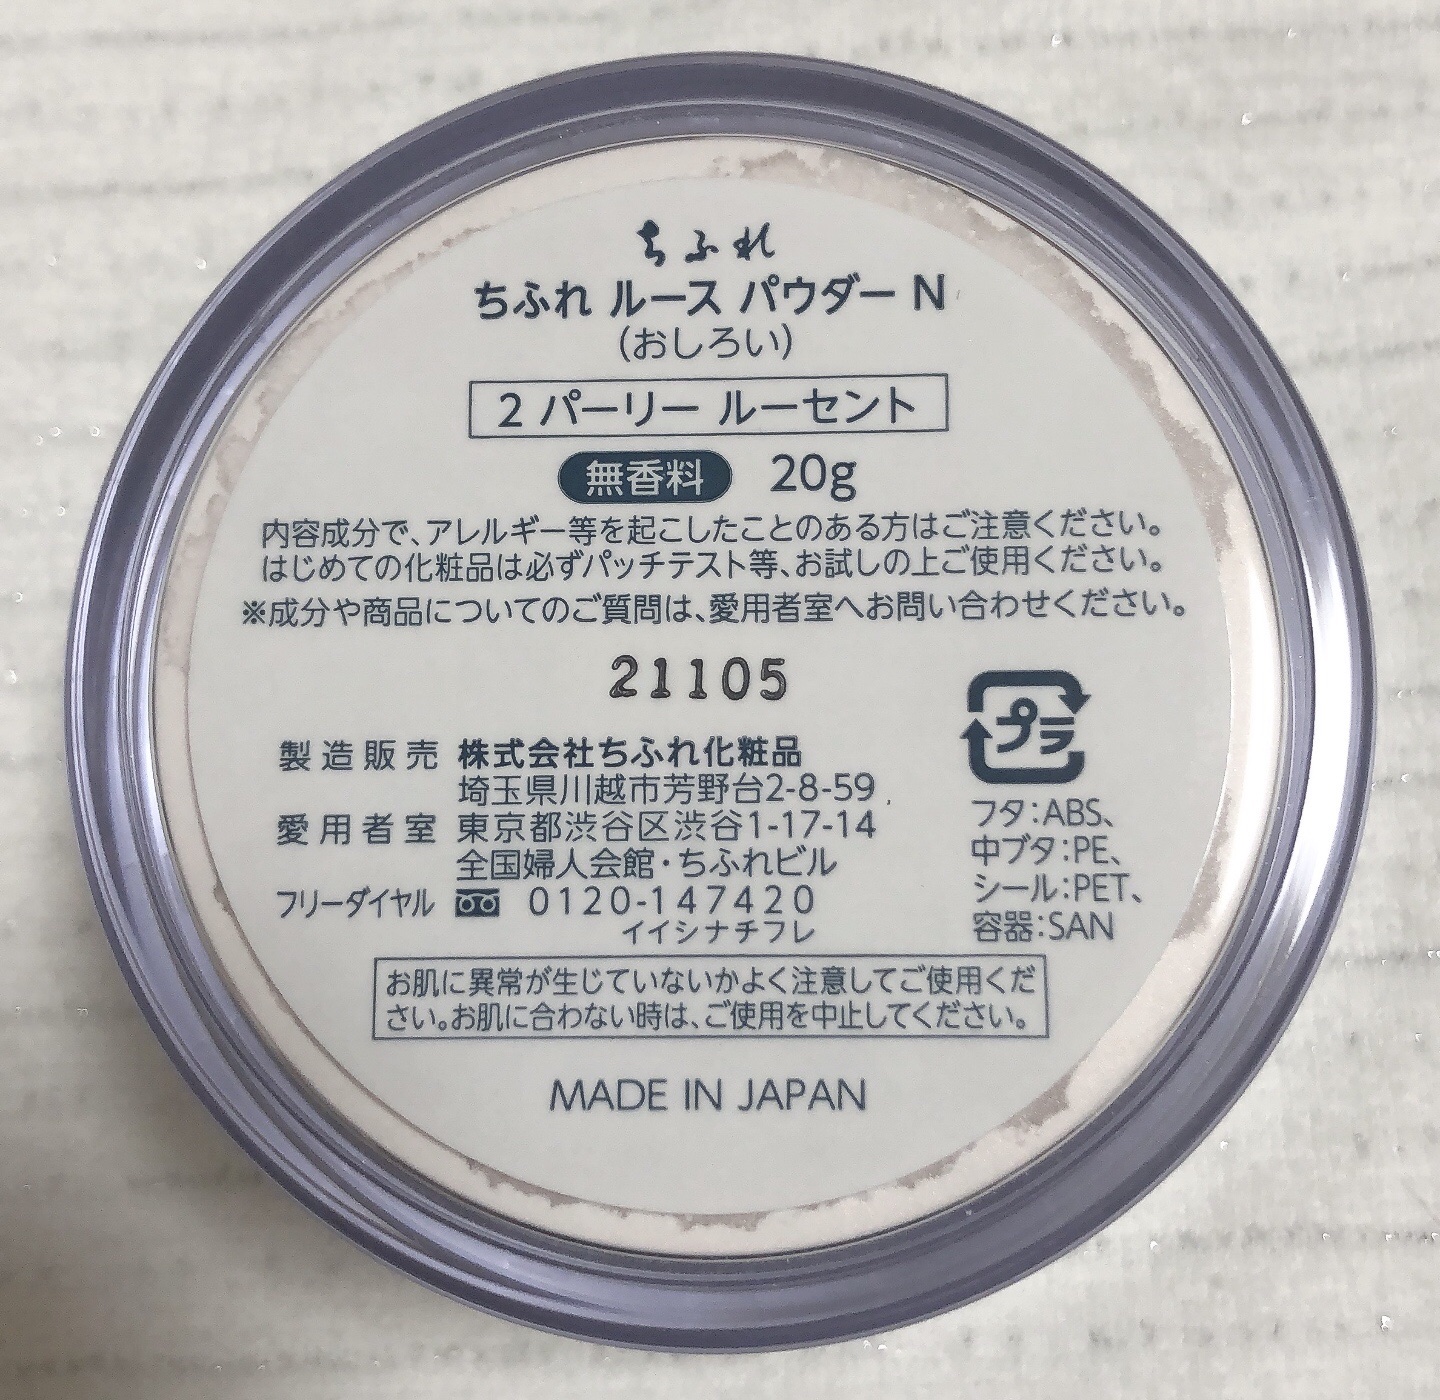 ちふれ
ちふれ ルース パウダー N
(おしろい)
2 パーリー ルーセント
無香料 20g
内容成分で、アレルギー等を起こしたことのある方はご注意ください。
はじめての化粧品は必ずパッチテスト等、お試しの上ご使用ください。
※成分や商品についてのご質問は、愛用者室へお問い合わせください。
21105
製造販売 株式会社ちふれ化粧品
埼玉県川越市芳野台2-8-59
愛用者室 東京都渋谷区渋谷1-17-14
全国婦人会館・ちふれビル
フリーダイヤル 0120-147420
イイシナチフレ
プラ
フタ:ABS、
中ブタ:PE、
シール:PET、
容器:SAN
お肌に異常が生じていないかよく注意してご使用くだ
さい。お肌に合わない時は、ご使用を中止してください。
MADE IN JAPAN